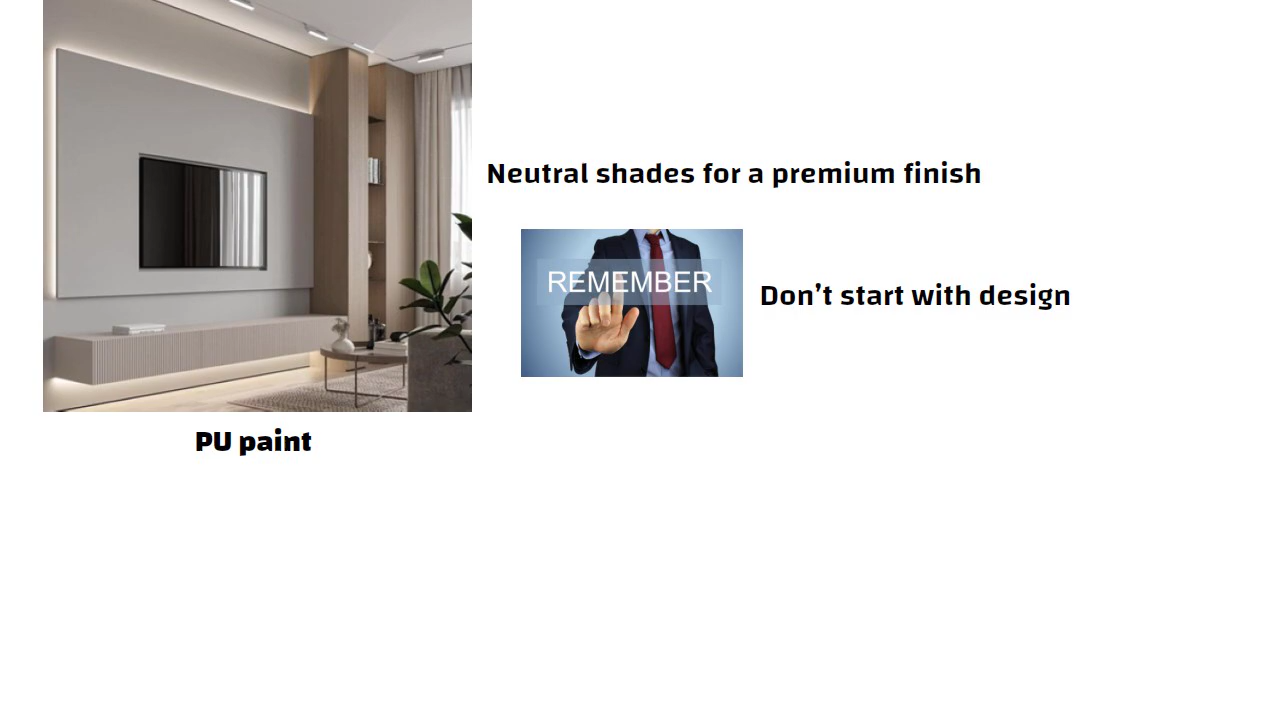 Neutral shades for a premium finish
REMEMBER
Don't start with design
PU paint